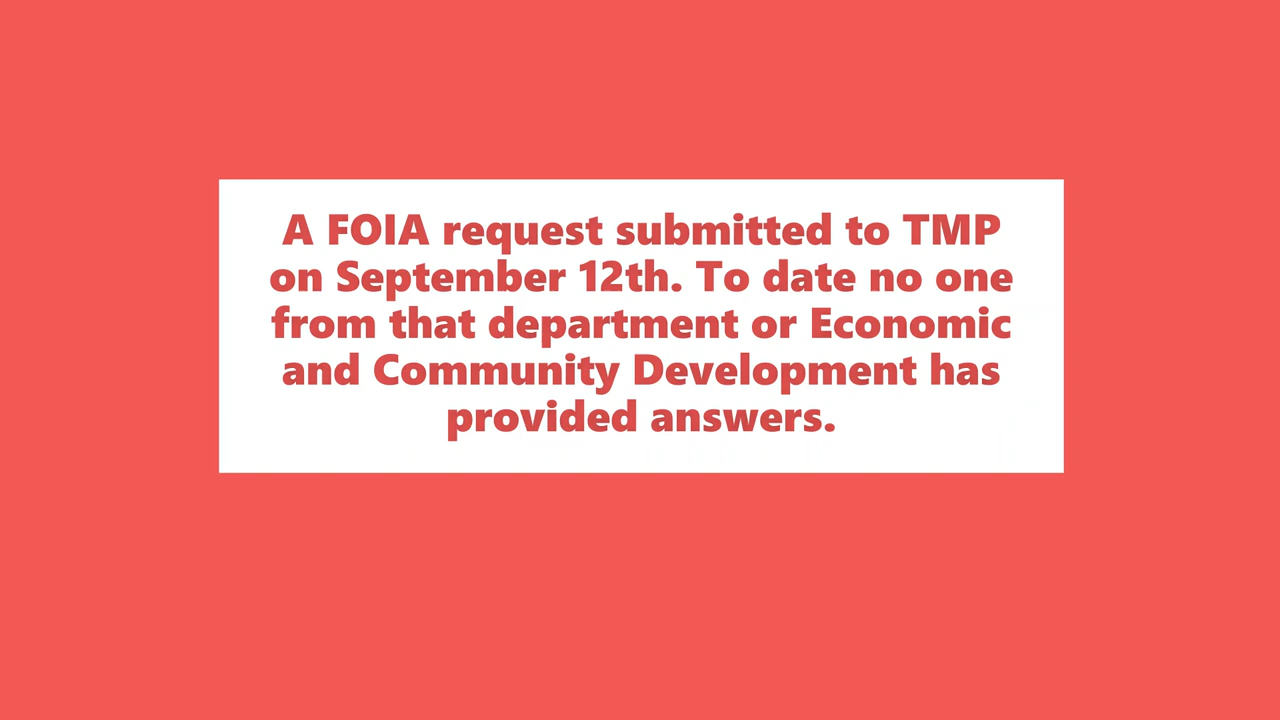 A FOIA request submitted to TMP
on September 12th. To date no one
from that department or Economic
and Community Development has
provided answers.